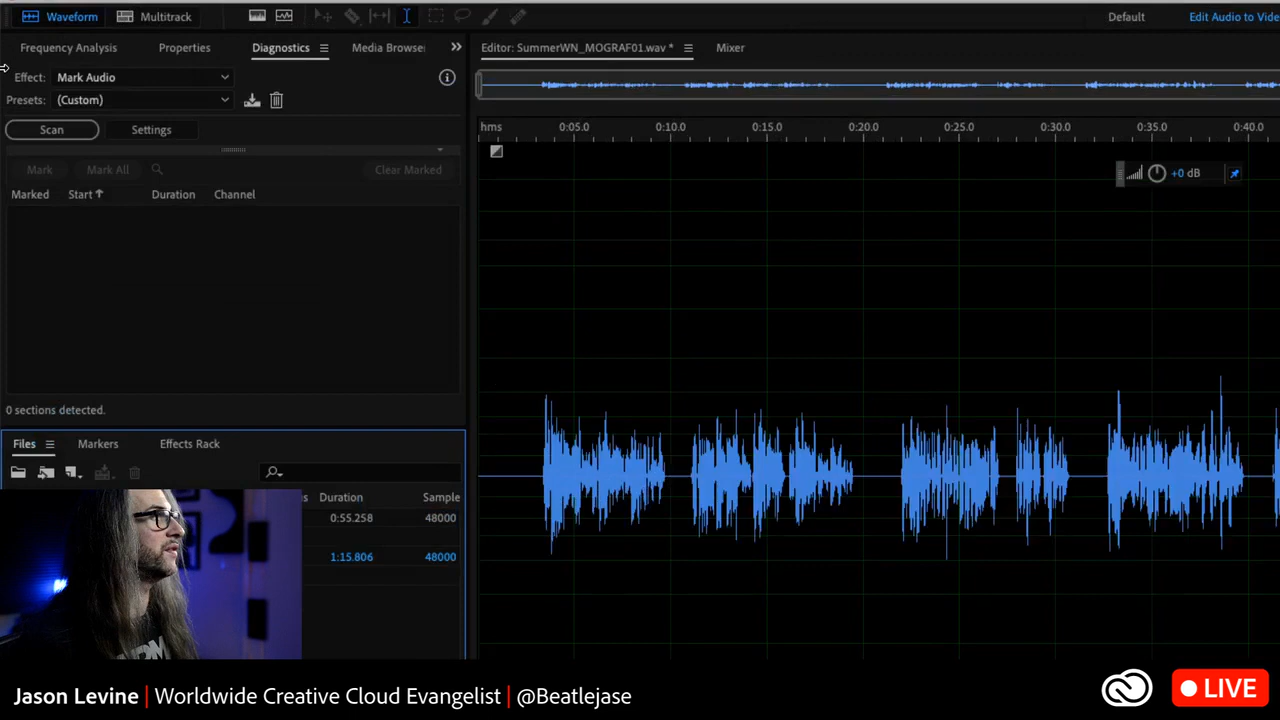 Waveform Multitrack Default Edit Audio to Vide
Frequency Analysis Properties Diagnostics Media Browse Editor: SummerWN_MOGRAF01.wav * Mixer
Effect: Mark Audio
Presets: (Custom)
Scan Settings
hms 0:05.0 0:10.0 0:15.0 0:20.0 0:25.0 0:30.0 0:35.0 0:40.0
Mark Mark All Clear Marked +0 dB
Marked Start Duration Channel
0 sections detected.
Files Markers Effects Rack
s Duration Sample
0:55.258 48000
1:15.806 48000
Jason Levine | Worldwide Creative Cloud Evangelist | @Beatlejase
LIVE